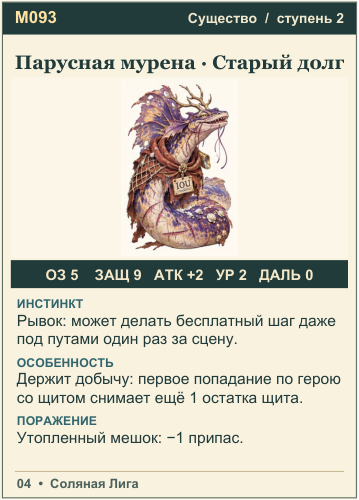 M093
Существо / ступень 2
Парусная мурена · Старый долг
IOU
ОЗ 5 ЗАЩ 9 АТК +2 УР 2 ДАЛЬ 0
ИНСТИНКТ
Рывок: может делать бесплатный шаг даже
под путами один раз за сцену.
ОСОБЕННОСТЬ
Держит добычу: первое попадание по герою
со щитом снимает ещё 1 остатка щита.
ПОРАЖЕНИЕ
Утопленный мешок: −1 припас.
04 • Соляная Лига